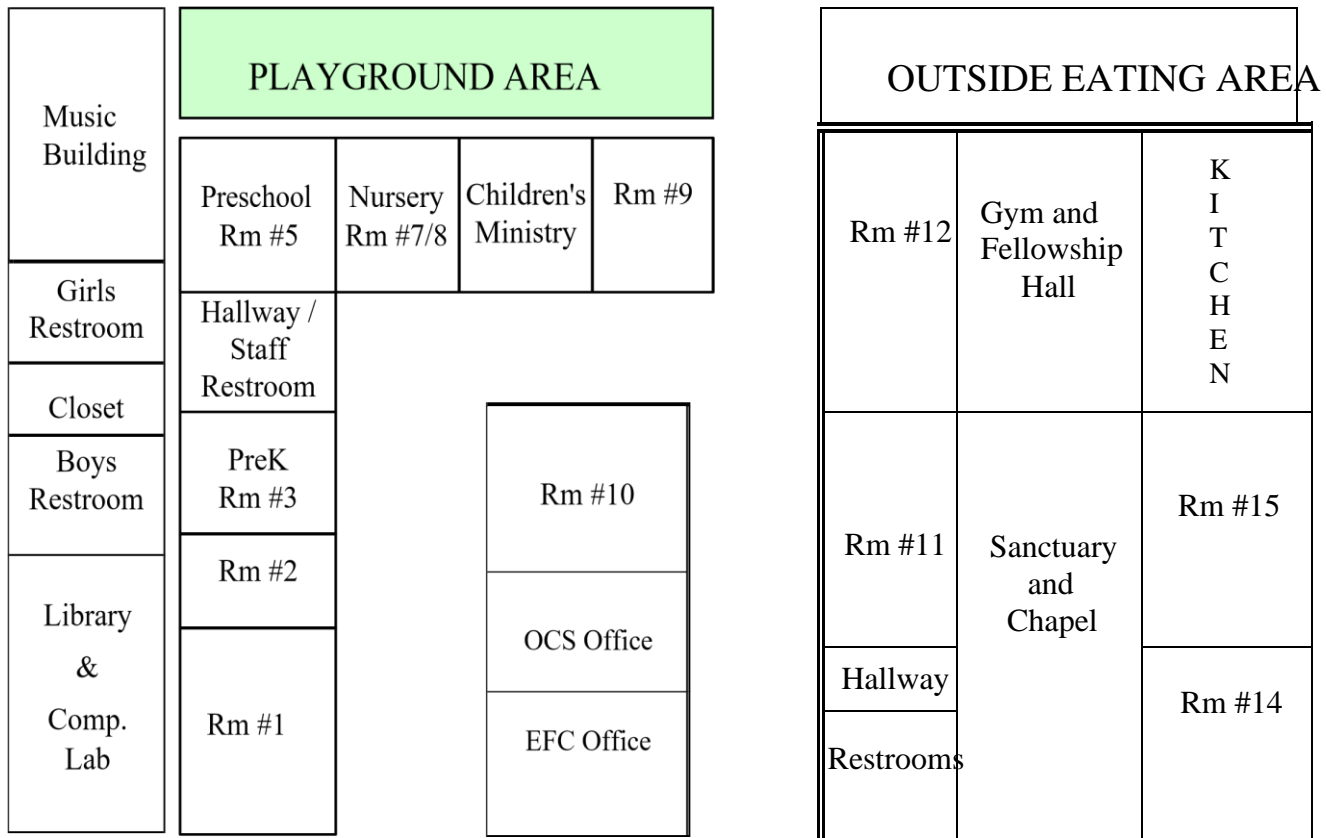 PLAYGROUND AREA
OUTSIDE EATING AREA
Music
Building
Girls
Restroom
Closet
Boys
Restroom
Library
&
Comp.
Lab
Preschool
Rm #5
Nursery
Rm #7/8
Children's
Ministry
Rm #9
Hallway /
Staff
Restroom
PreK
Rm #3
Rm #2
Rm #1
Rm #10
OCS Office
EFC Office
Rm #12
Gym and
Fellowship
Hall
K
I
T
C
H
E
N
Rm #11
Sanctuary
and
Chapel
Rm #15
Hallway
Rm #14
Restrooms